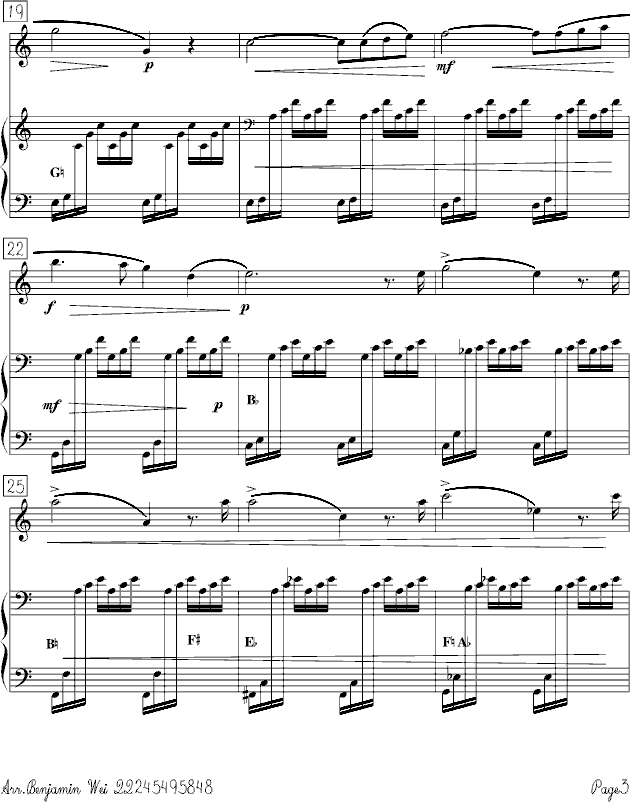 19
p
mf
G♮
22
f
p
mf
p
B♭
25
B♮
F♯
E♭
F♮ A♭
Arr.Benjamin Wei 22245495848
Page3